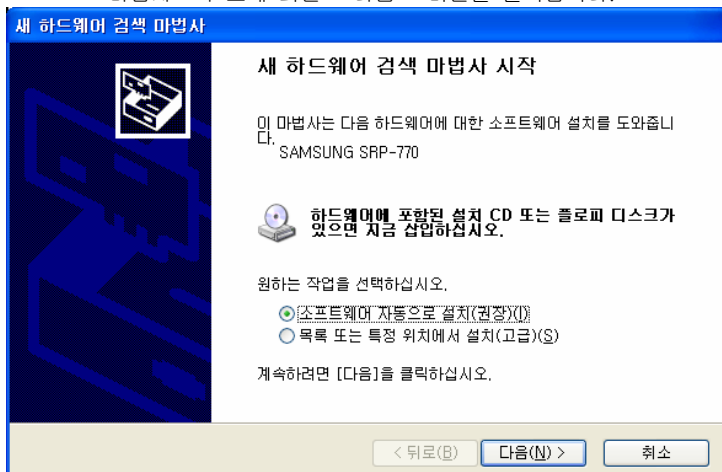 새 하드웨어 검색 마법사
새 하드웨어 검색 마법사 시작
이 마법사는 다음 하드웨어에 대한 소프트웨어 설치를 도와줍니
다.
SAMSUNG SRP-770
하드웨어에 포함된 설치 CD 또는 플로피 디스크가
있으면 지금 삽입하십시오.
원하는 작업을 선택하십시오.
소프트웨어 자동으로 설치(권장)(I)
목록 또는 특정 위치에서 설치(고급)(S)
계속하려면 [다음]을 클릭하십시오.
< 뒤로(B) 다음(N) > 취소